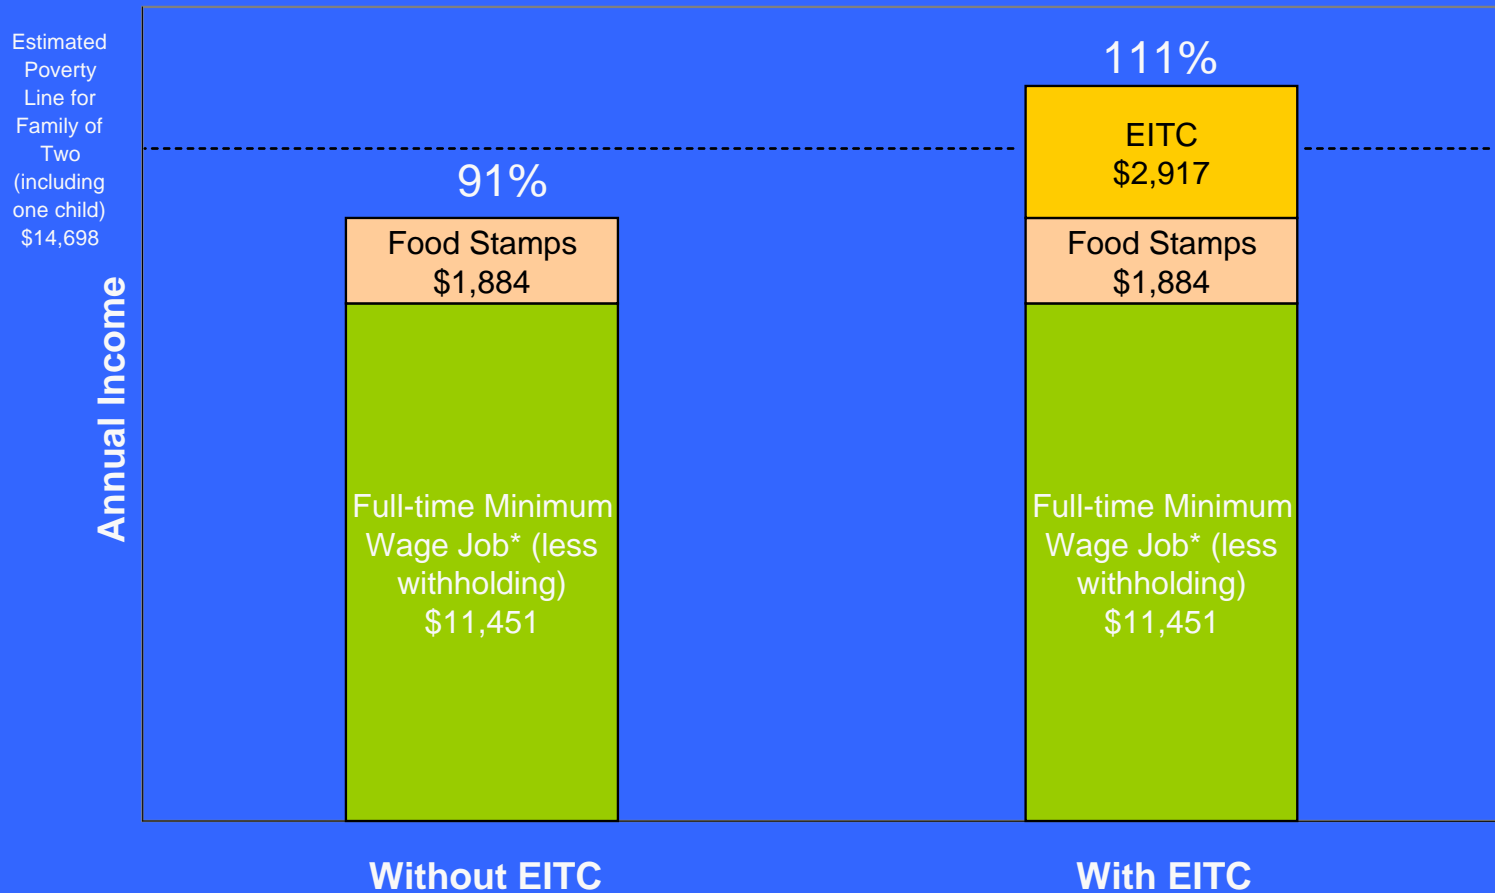 Estimated
Poverty
Line for
Family of
Two
(including
one child)
$14,698
Annual Income
91%
Food Stamps
$1,884
Full-time Minimum
Wage Job* (less
withholding)
$11,451
Without EITC
111%
EITC
$2,917
Food Stamps
$1,884
Full-time Minimum
Wage Job* (less
withholding)
$11,451
With EITC